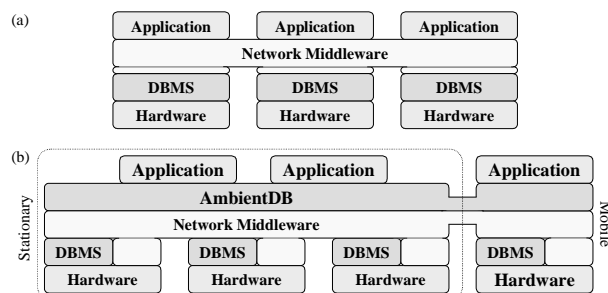 (a)
Application Application Application
Network Middleware
DBMS DBMS DBMS
Hardware Hardware Hardware
(b)
Application Application Application
AmbientDB
Network Middleware
DBMS DBMS DBMS DBMS
Hardware Hardware Hardware Hardware
Stationary
Mobile